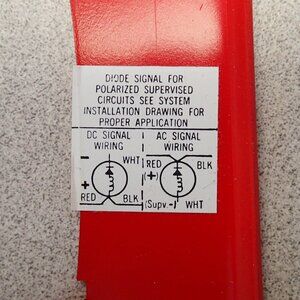 DIODE SIGNAL FOR
POLARIZED SUPERVISED
CIRCUITS SEE SYSTEM
INSTALLATION DRAWING FOR
PROPER APPLICATION
DC SIGNAL
WIRING
- WHT
+
RED BLK
AC SIGNAL
WIRING
RED BLK
(+)
(Supv.-) WHT